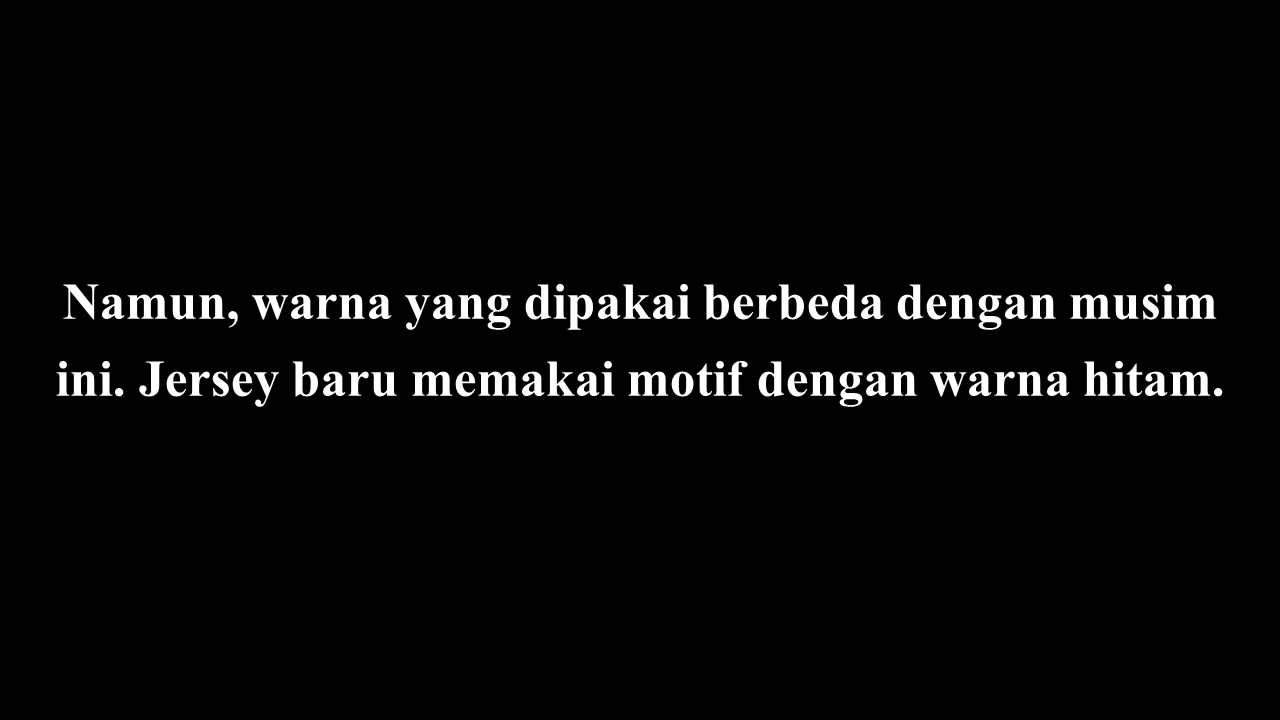 Namun, warna yang dipakai berbeda dengan musim
ini. Jersey baru memakai motif dengan warna hitam.